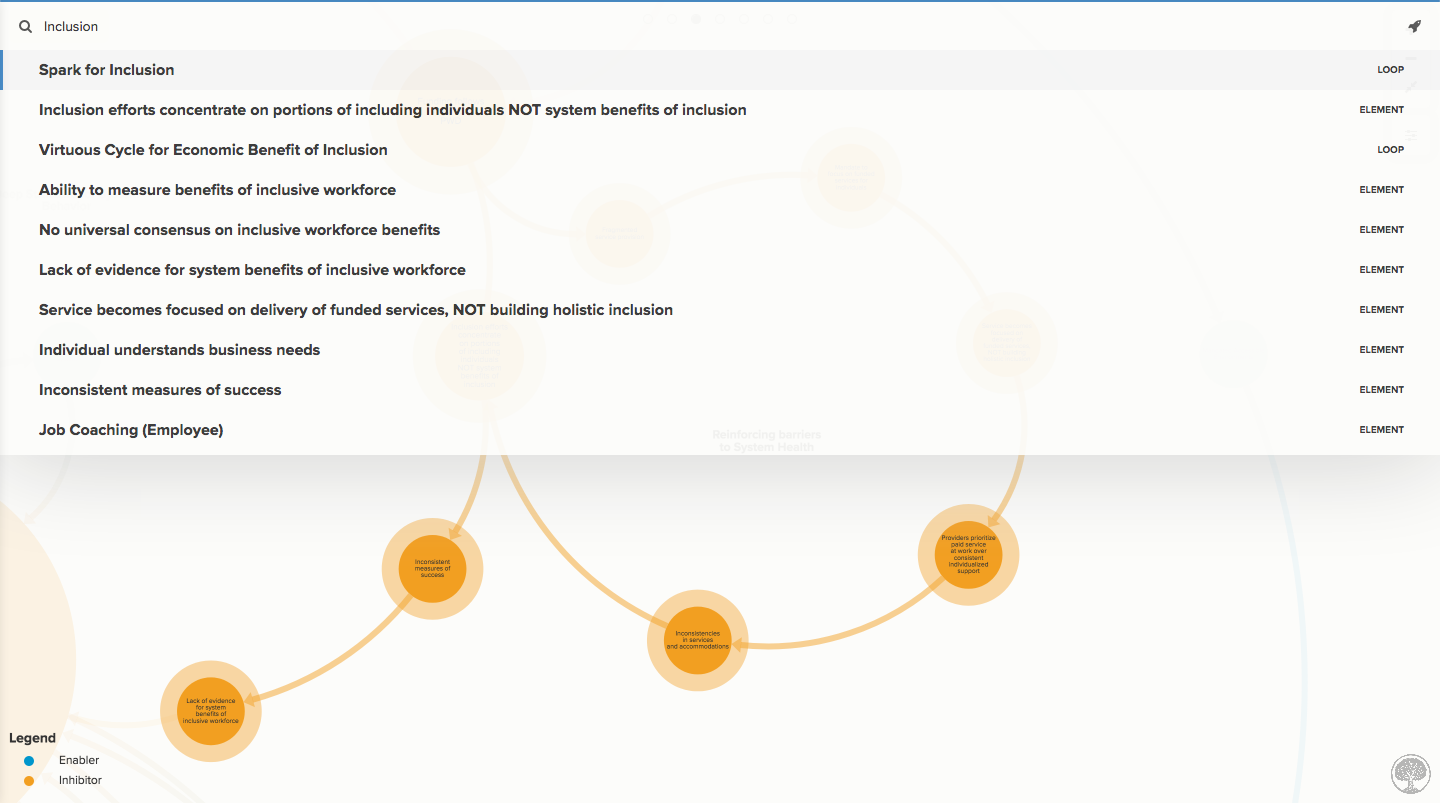 Inclusion
Spark for Inclusion LOOP
Inclusion efforts concentrate on portions of including individuals NOT system benefits of inclusion ELEMENT
Virtuous Cycle for Economic Benefit of Inclusion LOOP
Ability to measure benefits of inclusive workforce ELEMENT
No universal consensus on inclusive workforce benefits ELEMENT
Lack of evidence for system benefits of inclusive workforce ELEMENT
Service becomes focused on delivery of funded services, NOT building holistic inclusion ELEMENT
Individual understands business needs ELEMENT
Inconsistent measures of success ELEMENT
Job Coaching (Employee) ELEMENT
Reinforcing barriers
to System Health
Providers prioritize
paid service
at work over
consistent
individualized
support
Inconsistent
measures of
success
Inconsistencies
in services
and accommodations
Lack of evidence
for system
benefits of
inclusive workforce
Legend
Enabler
Inhibitor